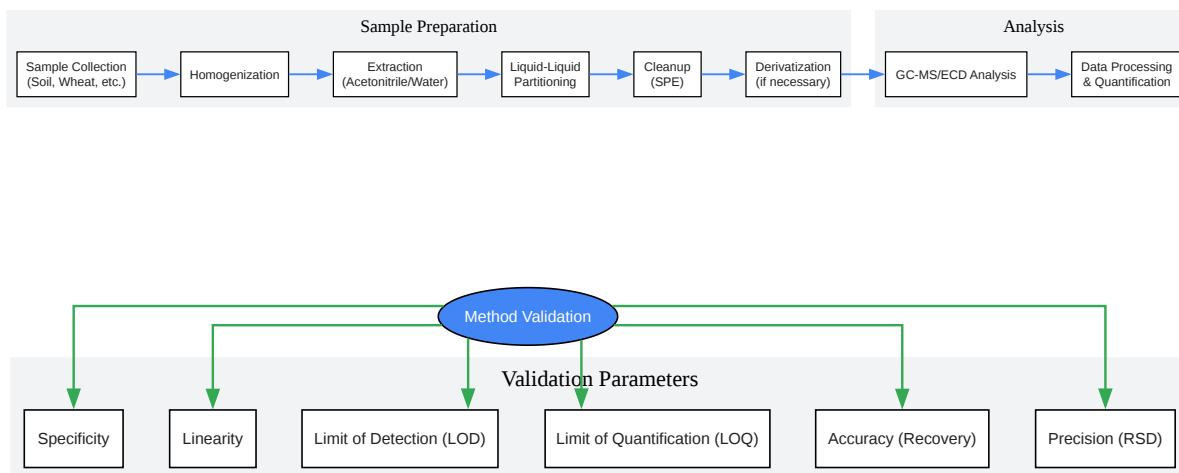 Sample Preparation
Analysis
Sample Collection
(Soil, Wheat, etc.)
Homogenization
Extraction
(Acetonitrile/Water)
Liquid-Liquid
Partitioning
Cleanup
(SPE)
Derivatization
(if necessary)
GC-MS/ECD Analysis
Data Processing
& Quantification
Method Validation
Validation Parameters
Specificity
Linearity
Limit of Detection (LOD)
Limit of Quantification (LOQ)
Accuracy (Recovery)
Precision (RSD)